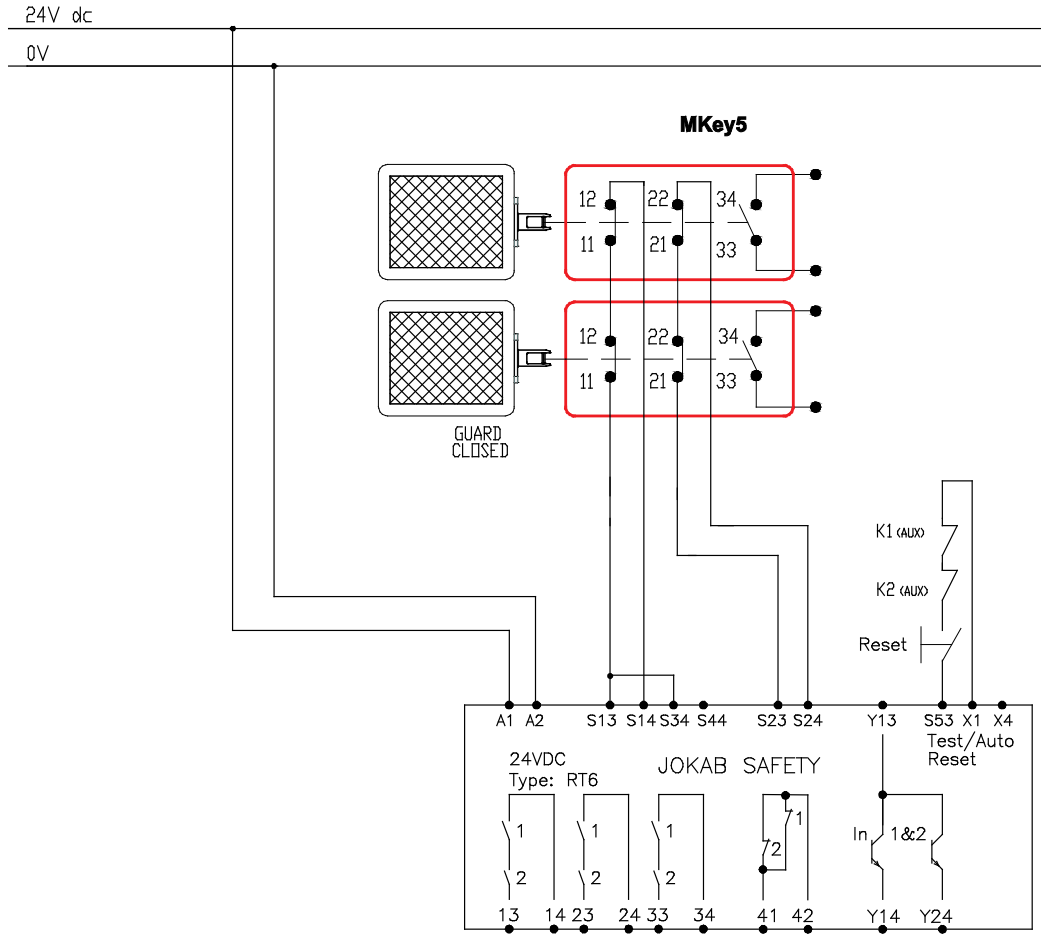 24V dc
0V
MKey5
12 22 34
11 21 33
12 22 34
11 21 33
GUARD
CLOSED
K1 (AUX)
K2 (AUX)
Reset
A1 A2 S13 S14 S34 S44 S23 S24 Y13 S53 X1 X4
Test/Auto
Reset
24VDC
Type: RT6
JOKAB SAFETY
1 1 1 1
2 In 1&2
2 2 2
13 14 23 24 33 34 41 42 Y14 Y24